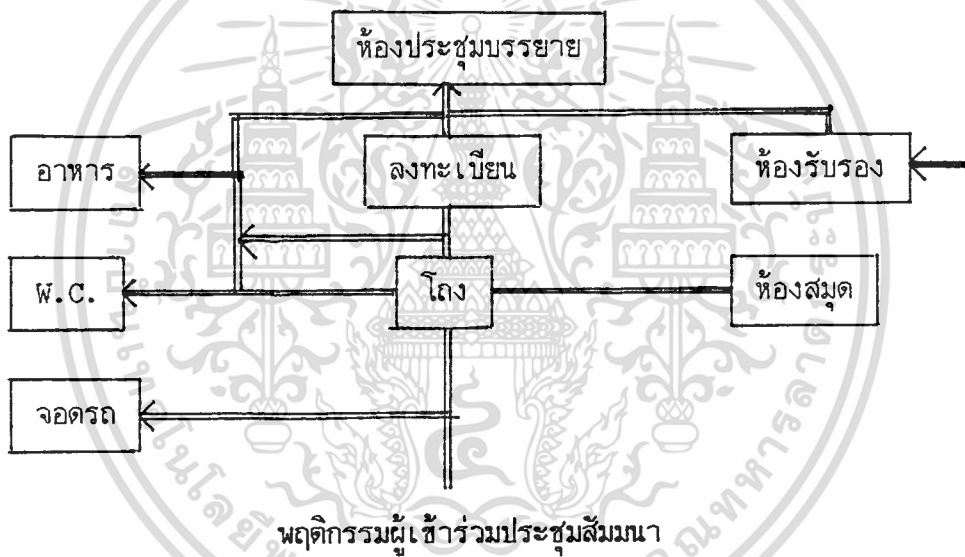 ห้องประชุมบรรยาย
อาหาร
ลงทะเบียน
ห้องรับรอง
W.C.
โถง
ห้องสมุด
จอดรถ
พฤติกรรมผู้เข้าร่วมประชุมสัมมนา